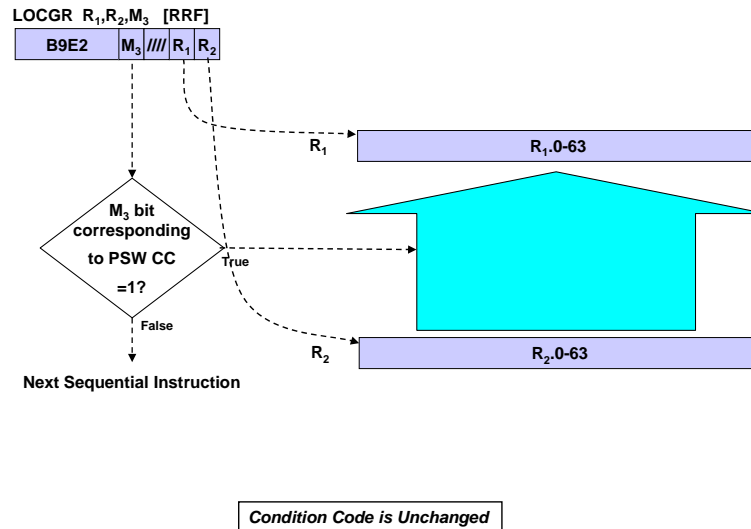 LOCGR R1,R2,M3 [RRF]
B9E2 M3 //// R1 R2
R1
R1.0-63
M3 bit
corresponding
to PSW CC
=1?
True
False
R2
R2.0-63
Next Sequential Instruction
Condition Code is Unchanged